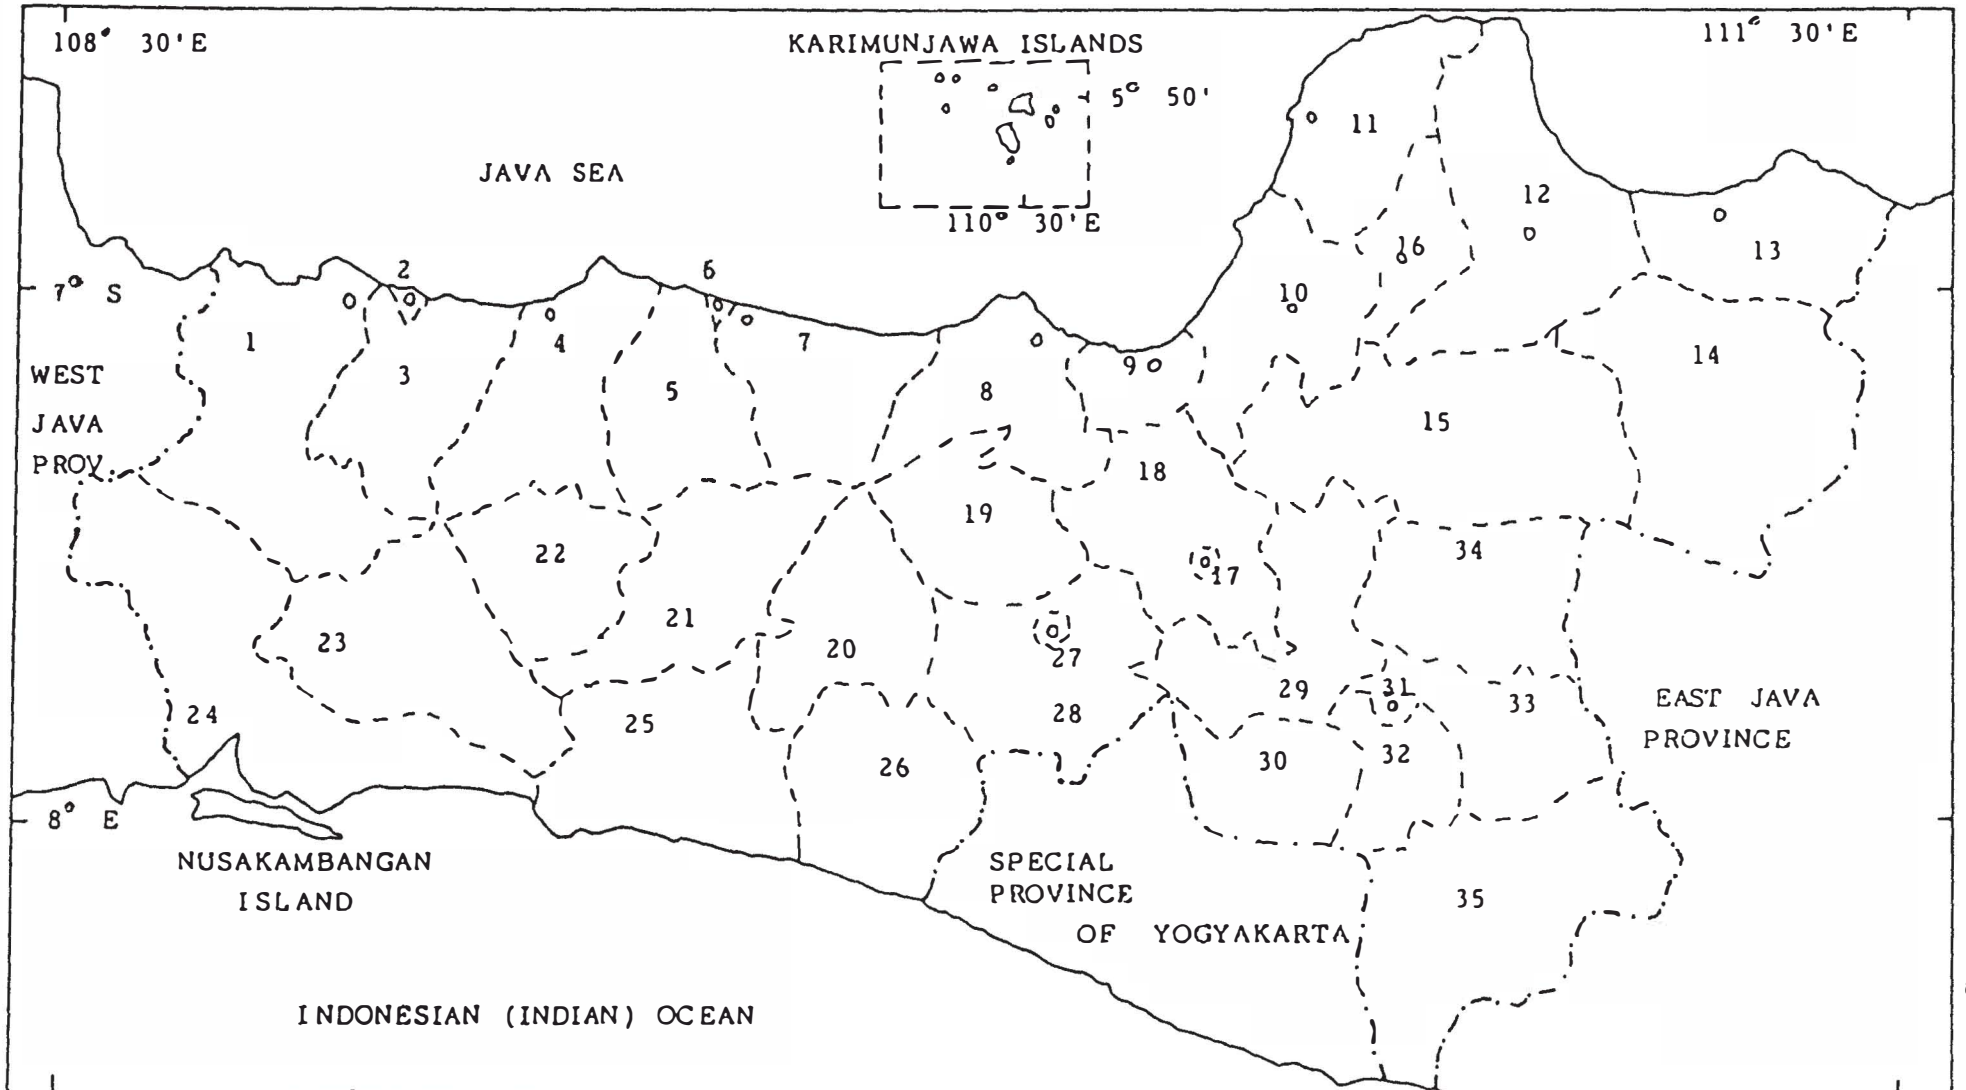 108° 30'E
KARIMUNJAWA ISLANDS
111° 30'E
5° 50'
11
JAVA SEA
12
110° 30'E
16
13
2
6
7° S
10
1
4
7
14
9
WEST
3
5
8
JAVA
15
PROV.
18
19
22
34
17
21
23
20
27
29
31
33
24
25
28
EAST JAVA
PROVINCE
26
30
32
8° E
NUSAKAMBANGAN
ISLAND
SPECIAL
PROVINCE
OF YOGYAKARTA
35
INDONESIAN (INDIAN) OCEAN